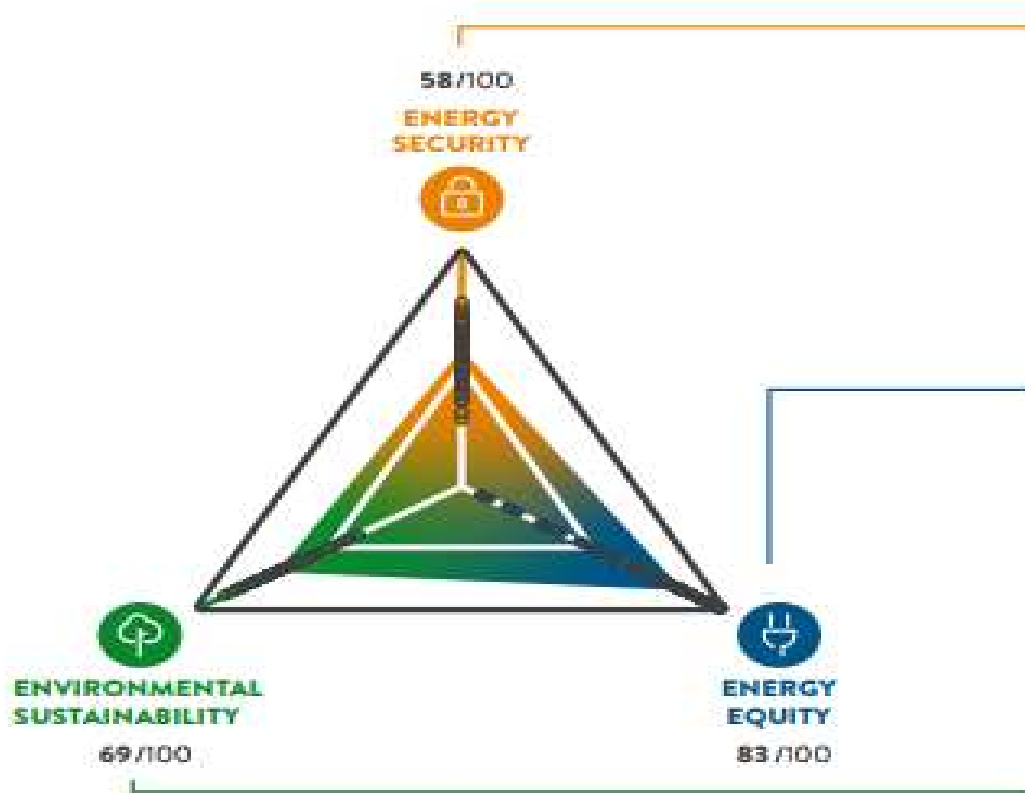 58/100
ENERGY
SECURITY
ENVIRONMENTAL
SUSTAINABILITY
69/100
ENERGY
EQUITY
83/100